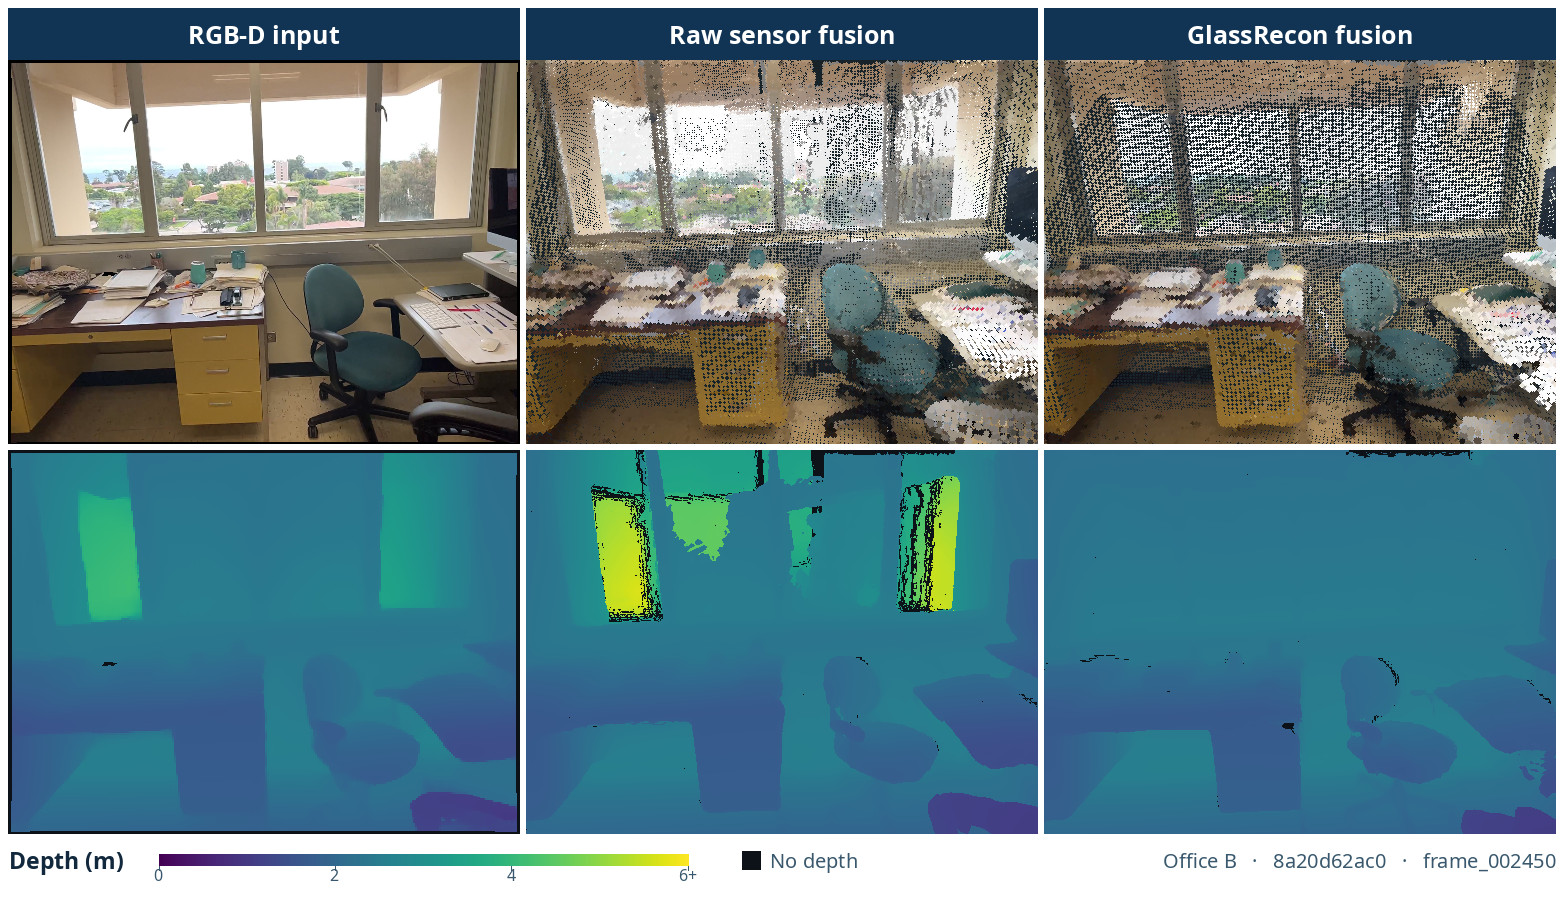 RGB-D input
Raw sensor fusion
GlassRecon fusion
Depth (m)
0
2
4
6+
No depth
Office B · 8a20d62ac0 · frame_002450